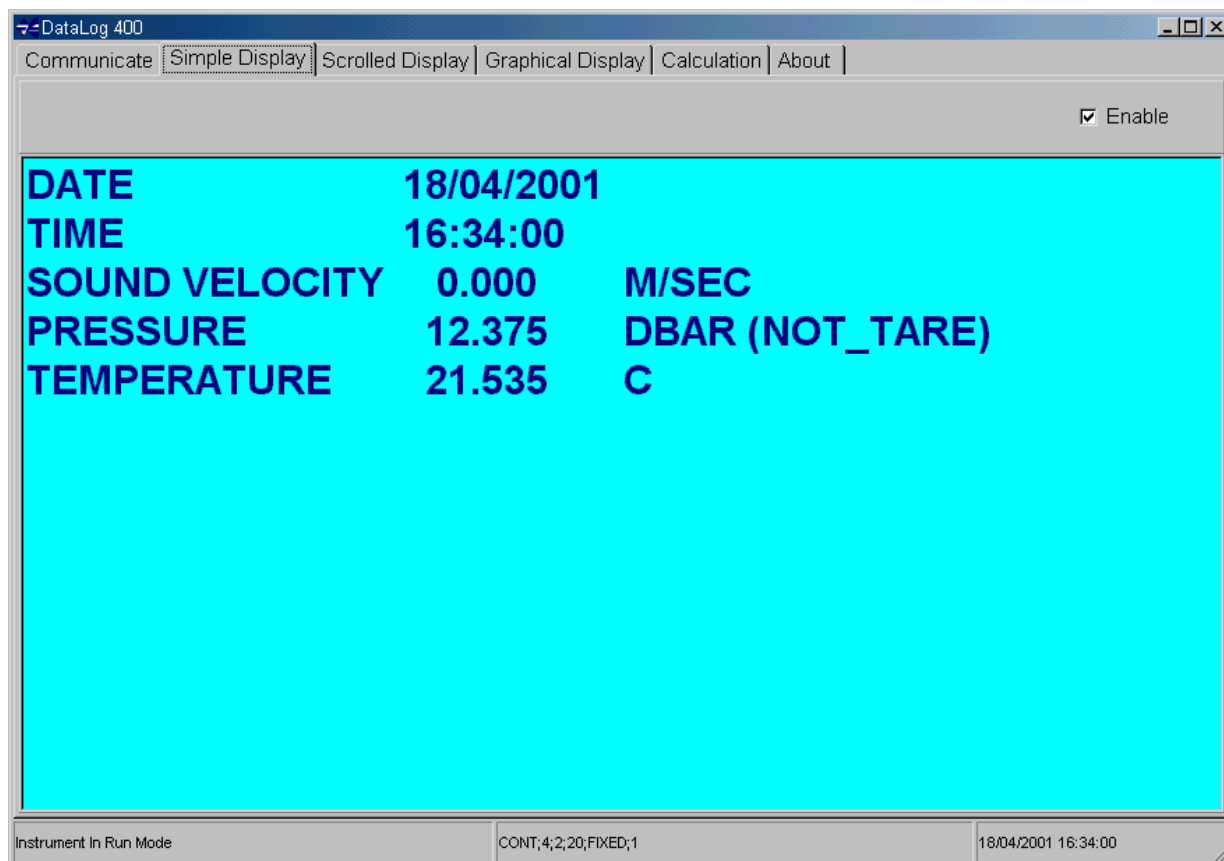 DataLog 400
Communicate Simple Display Scrolled Display Graphical Display Calculation About
Enable
DATE 18/04/2001
TIME 16:34:00
SOUND VELOCITY 0.000 M/SEC
PRESSURE 12.375 DBAR (NOT_TARE)
TEMPERATURE 21.535 C
Instrument In Run Mode CONT;4;2;20;FIXED;1 18/04/2001 16:34:00